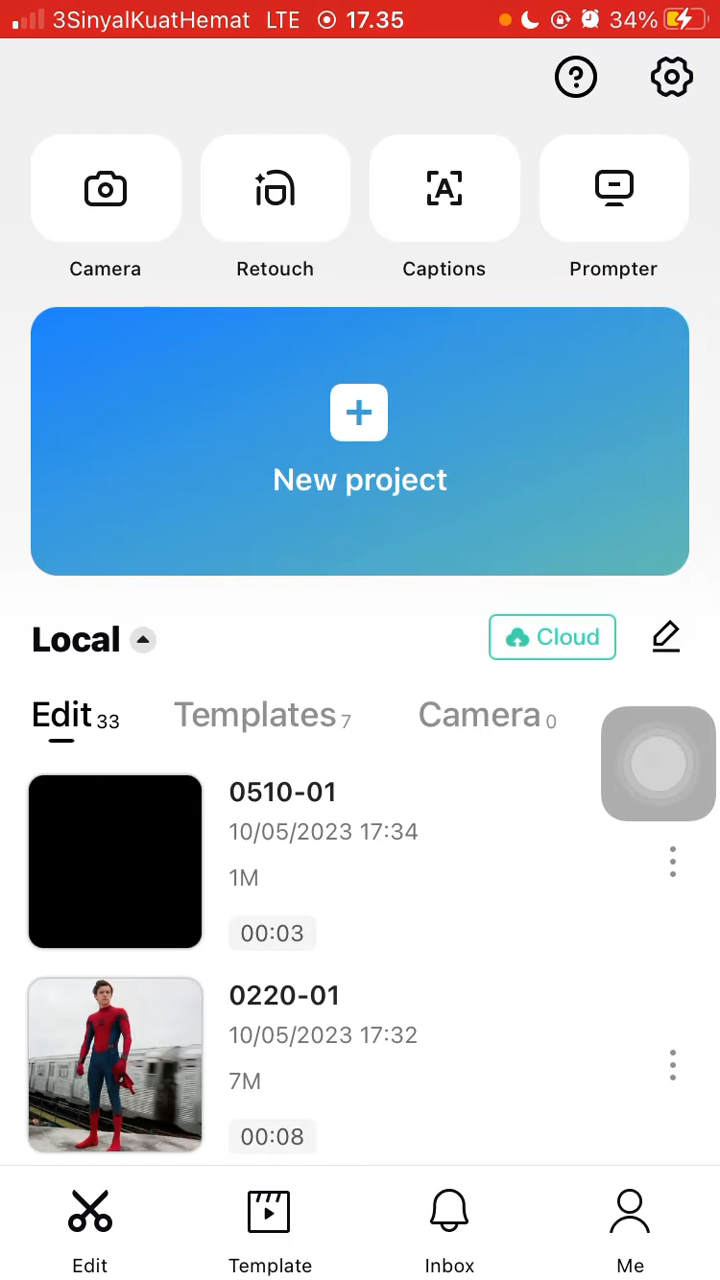 3SinyalKuatHemat LTE 17.35 34%
Camera Retouch Captions Prompter
New project
Local Cloud
Edit 33 Templates 7 Camera 0
0510-01
10/05/2023 17:34
1M
00:03
0220-01
10/05/2023 17:32
7M
00:08
Edit Template Inbox Me